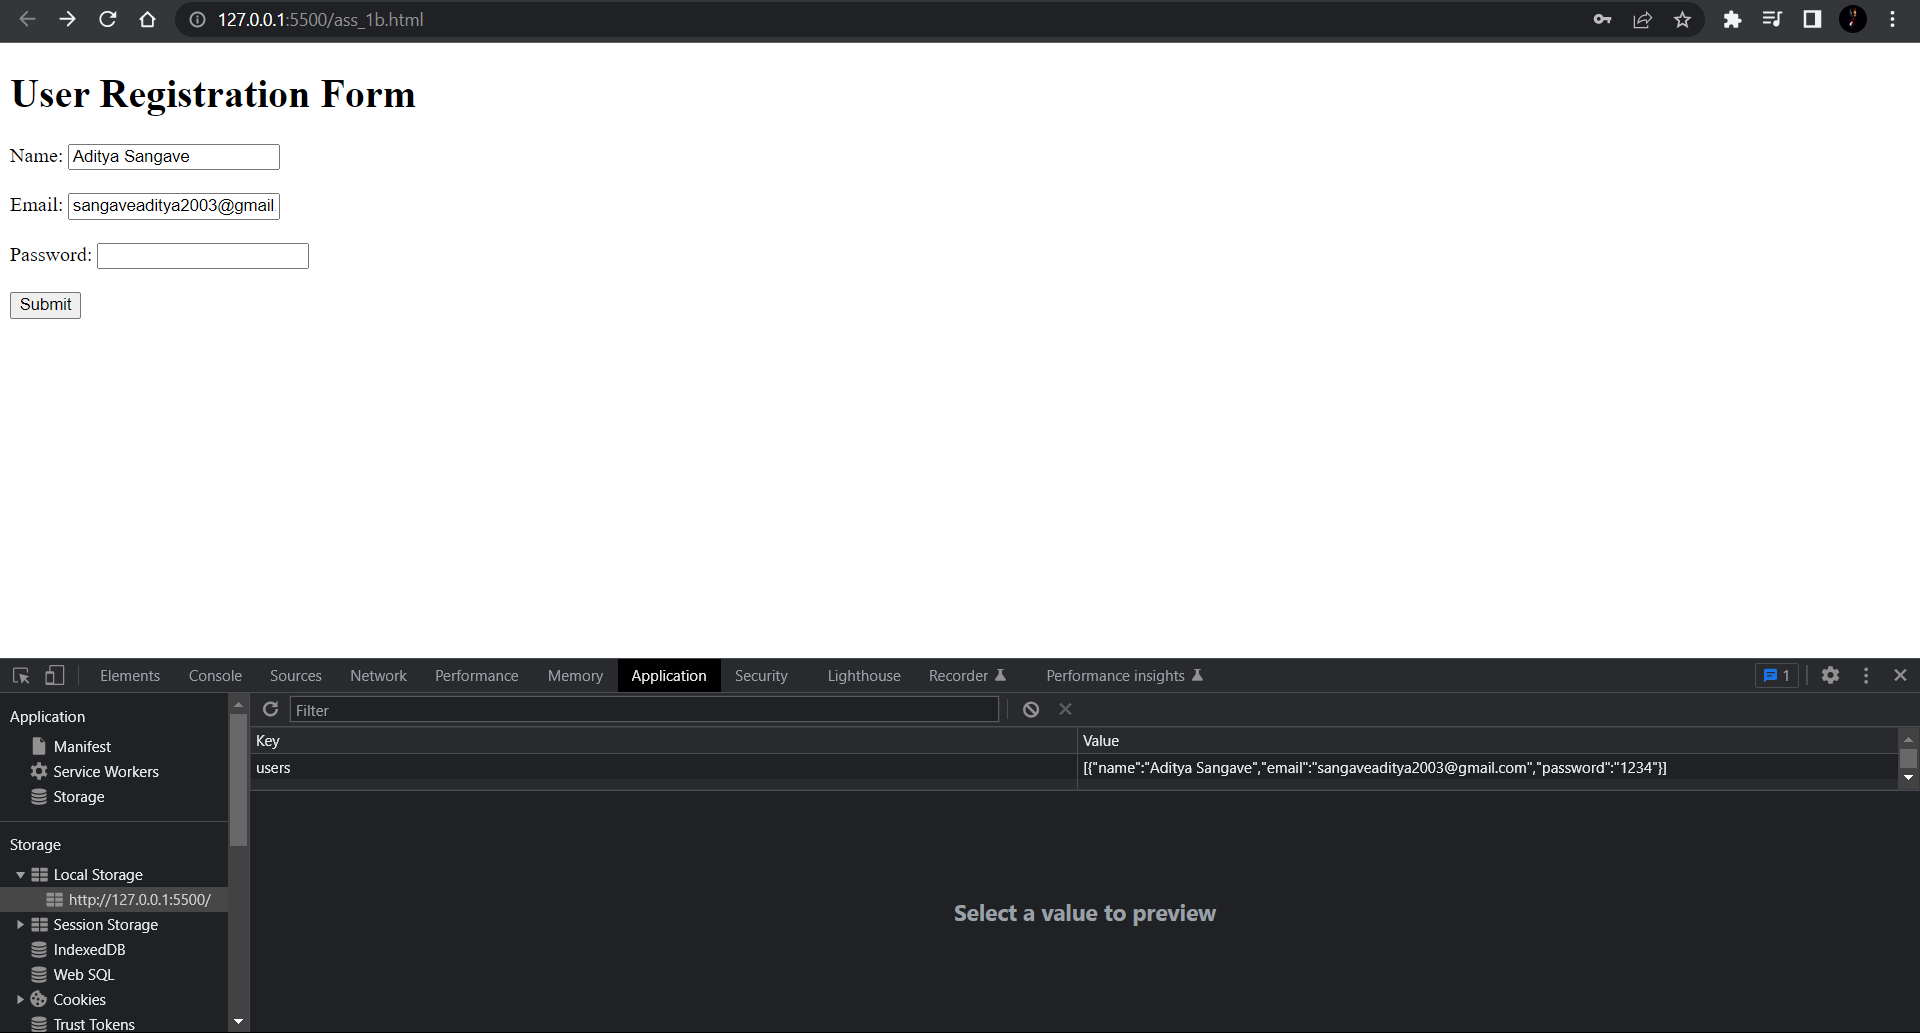 127.0.0.1:5500/ass_1b.html
User Registration Form
Name: Aditya Sangave
Email: sangaveaditya2003@gmail
Password:
Submit
Elements Console Sources Network Performance Memory Application Security Lighthouse Recorder Performance insights 1
Application
Manifest
Service Workers
Storage
Storage
Local Storage
http://127.0.0.1:5500/
Session Storage
IndexedDB
Web SQL
Cookies
Trust Tokens
Filter
Key Value
users [{"name":"Aditya Sangave","email":"sangaveaditya2003@gmail.com","password":"1234"}]
Select a value to preview